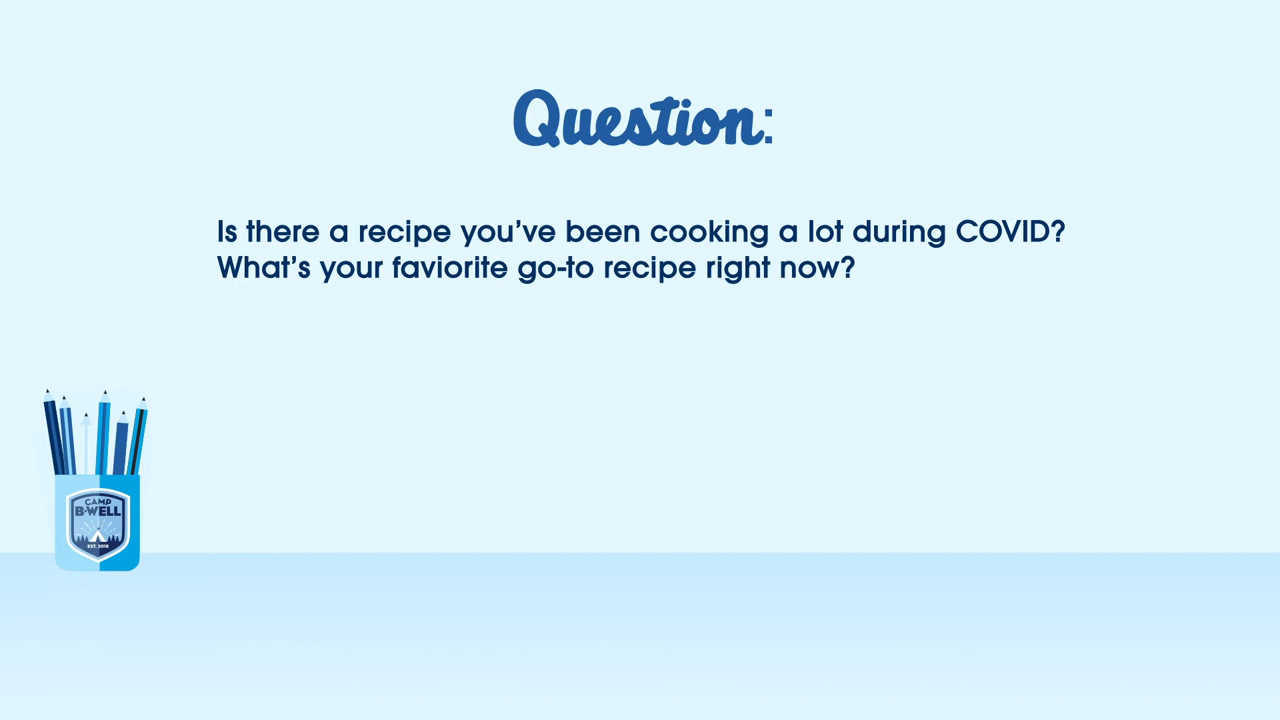 Question:
Is there a recipe you've been cooking a lot during COVID?
What's your faviorite go-to recipe right now?
CAMP
B•WELL
EST. 2018